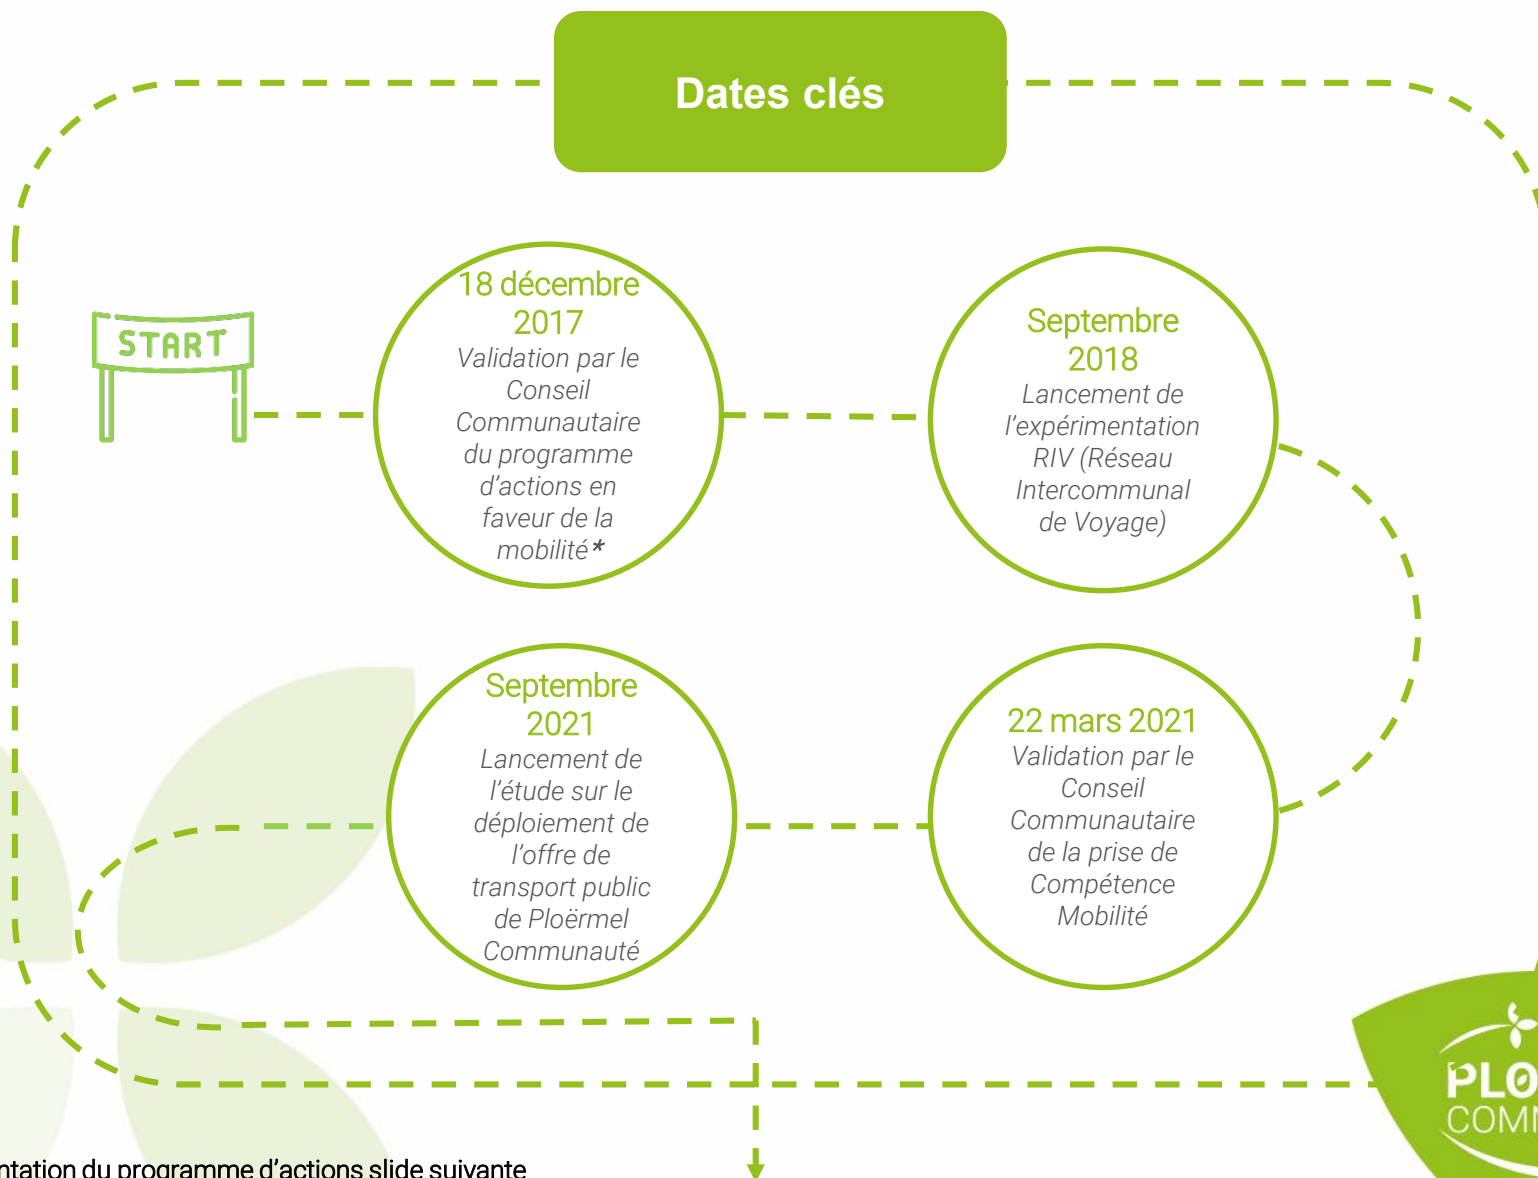 Dates clés
START
18 décembre
2017
Validation par le
Conseil
Communautaire
du programme
d'actions en
faveur de la
mobilité*
Septembre
2018
Lancement de
l'expérimentation
RIV (Réseau
Intercommunal
de Voyage)
Septembre
2021
Lancement de
l'étude sur le
déploiement de
l'offre de
transport public
de Ploërmel
Communauté
22 mars 2021
Validation par le
Conseil
Communautaire
de la prise de
Compétence
Mobilité
du programme d'actions slide suivante